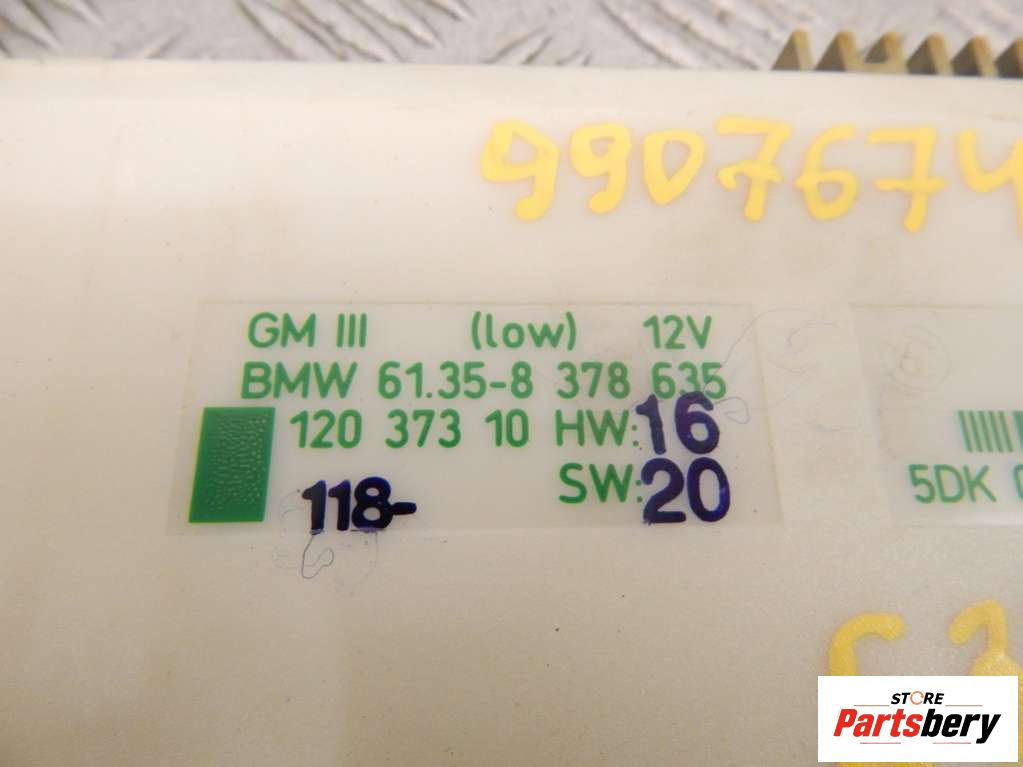 9907674
GM III (low) 12V
BMW 61.35-8 378 635
120 373 10 HW:16
SW:20
118-
5DK
STORE
Partsbery